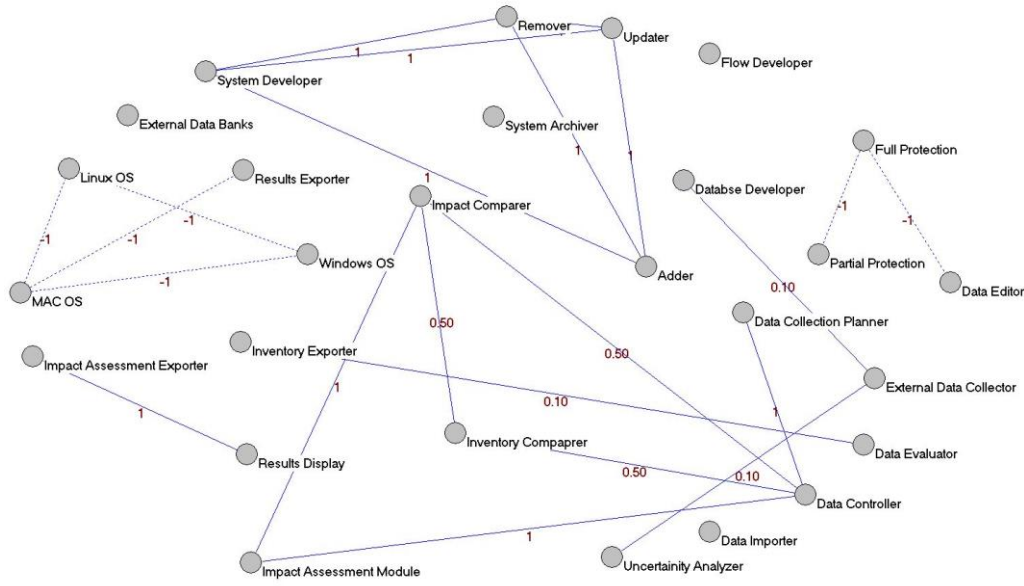 Remover
Updater
1
1
Flow Developer
System Developer
External Data Banks
System Archiver
1
1
Full Protection
Linux OS
Results Exporter
1
Databse Developer
Impact Comparer
-1
-1
-1
-1
-1
Windows OS
Partial Protection
Adder
-1
MAC OS
0.10
Data Editor
0.50
Data Collection Planner
Inventory Exporter
0.50
Impact Assessment Exporter
1
External Data Collector
0.10
1
1
Inventory Compaprer
Data Evaluator
Results Display
0.50
0.10
Data Controller
1
Data Importer
Impact Assessment Module
Uncertainity Analyzer